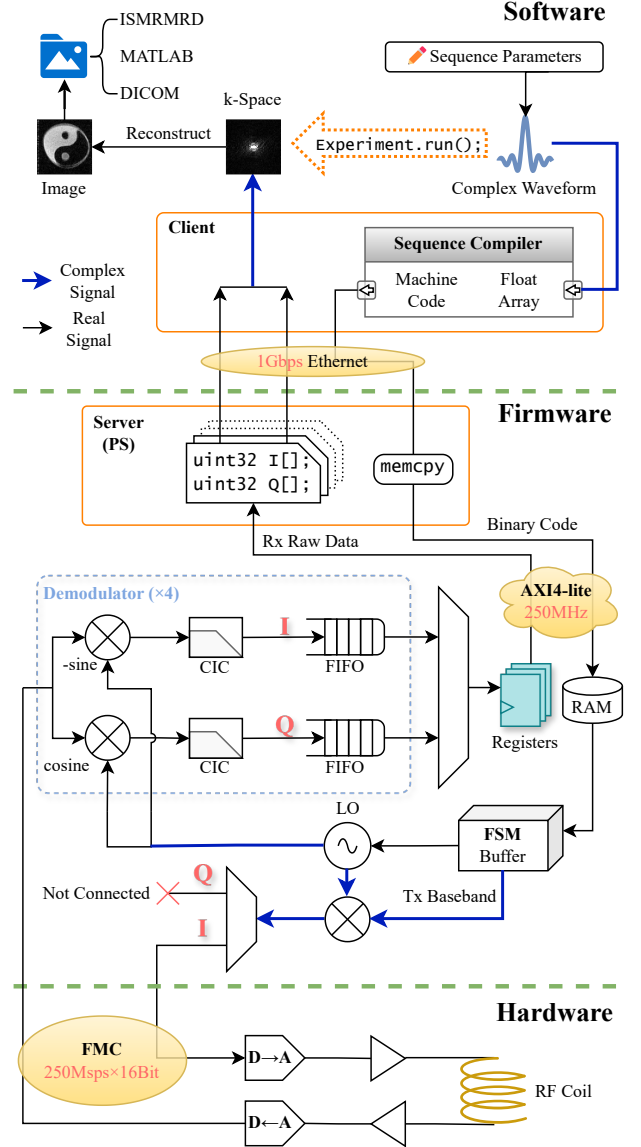 Software
ISMRMRD
MATLAB
DICOM
Sequence Parameters
k-Space
Reconstruct
Experiment.run();
Image
Complex Waveform
Client
Sequence Compiler
Machine
Code
Float
Array
Complex
Signal
Real
Signal
1Gbps Ethernet
Firmware
Server
(PS)
uint32 I[];
uint32 Q[];
memcpy
Binary Code
Rx Raw Data
AXI4-lite
250MHz
Demodulator (×4)
I
-sine
CIC
FIFO
RAM
Q
cosine
CIC
FIFO
Registers
LO
FSM
Buffer
Q
Not Connected
Tx Baseband
I
Hardware
FMC
250Msps×16Bit
D→A
RF Coil
D←A